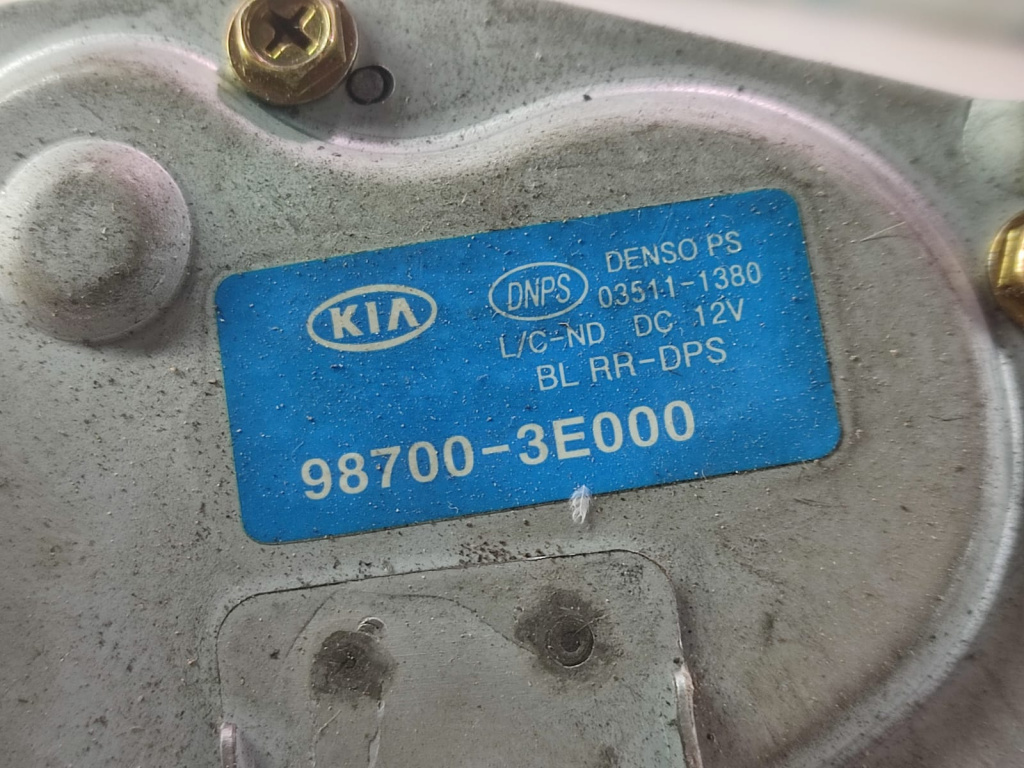 KIA
DNPS
DENSO PS
03511-1380
L/C-ND DC 12V
BL RR-DPS
98700-3E000